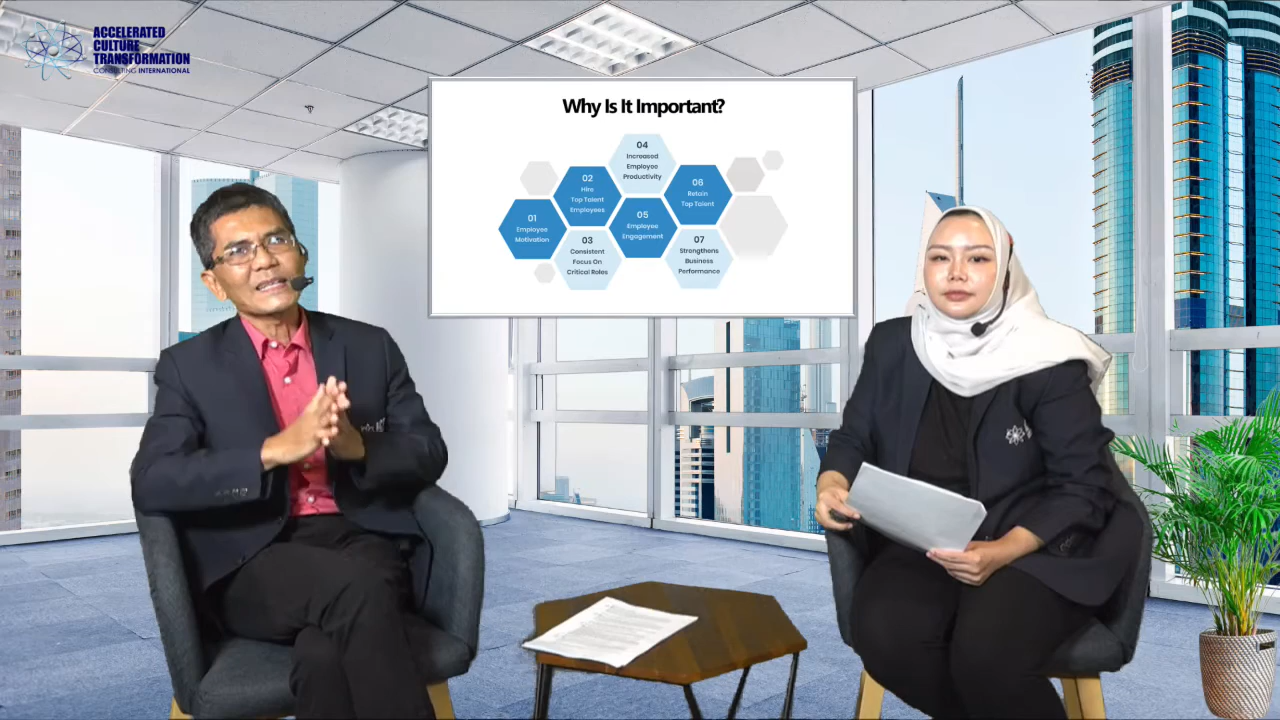 ACCELERATED
CULTURE
TRANSFORMATION
CONSULTING INTERNATIONAL
Why Is It Important?
01
Employee
Motivation
02
Hire
Top Talent
Employees
03
Consistent
Focus On
Critical Roles
04
Increased
Employee
Productivity
05
Employee
Engagement
06
Retain
Top Talent
07
Strengthens
Business
Performance